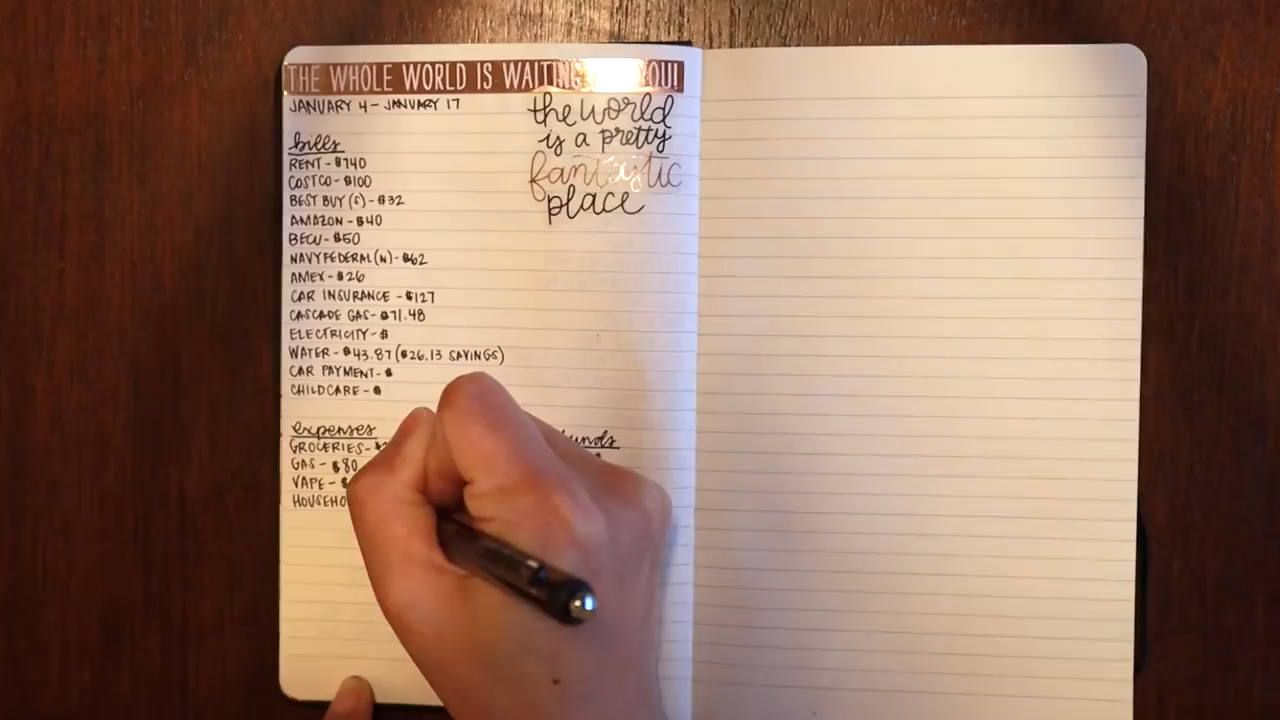 THE WHOLE WORLD IS WAITING YOU!
JANUARY 4 - JANUARY 17
the world
is a pretty
fantastic
place
bills
RENT - $740
COSTCO - $100
BEST BUY (S) - $32
AMAZON - $40
BECU - $50
NAVY FEDERAL (N) - $62
AMEX - $26
CAR INSURANCE - $127
CASCADE GAS - $71.48
ELECTRICITY - $
WATER - $43.87 ($26.13 SAVINGS)
CAR PAYMENT - $
CHILDCARE - $
expenses
GROCERIES - $
GAS - $80
VAPE - $
funds